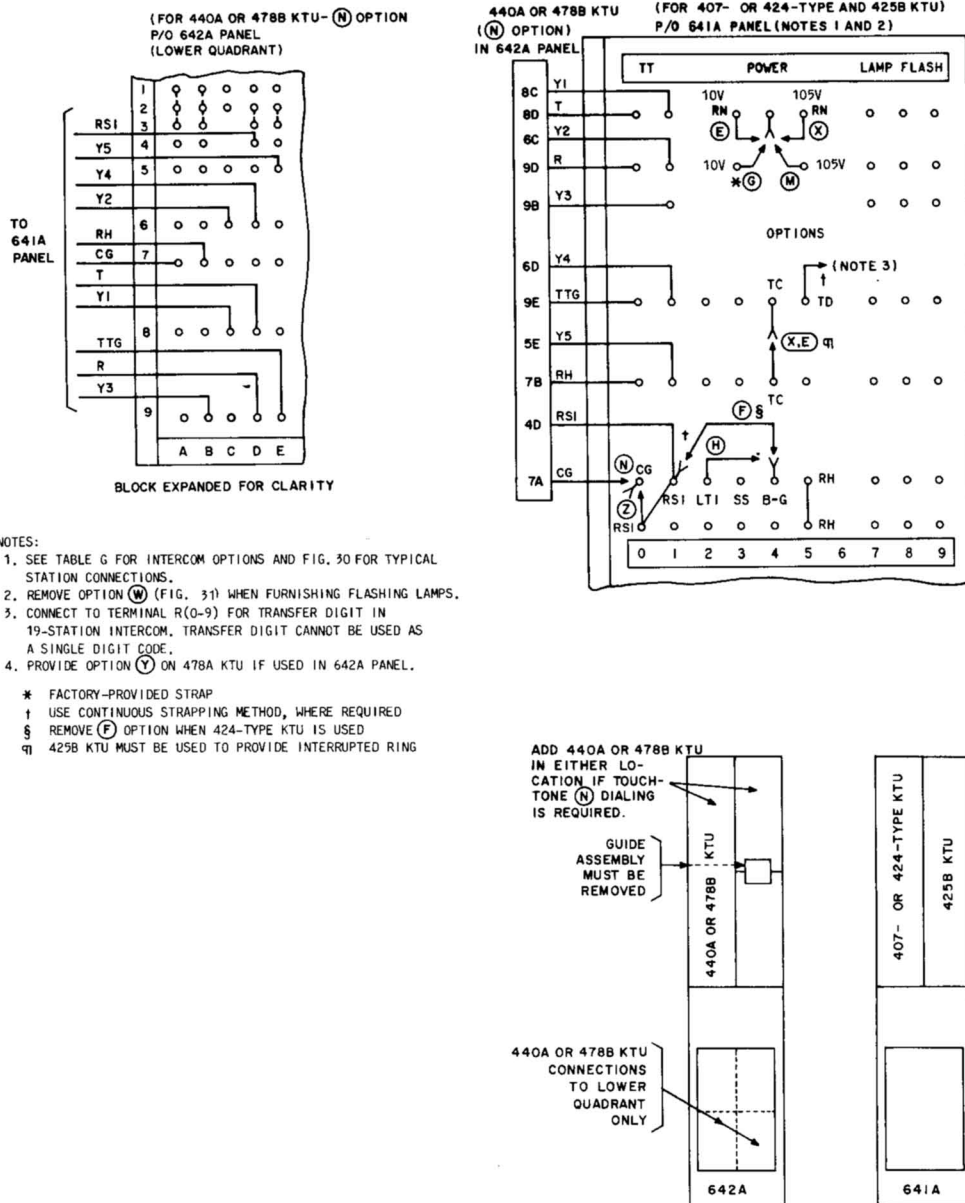 (FOR 440A OR 478B KTU- Ⓝ OPTION
P/O 642A PANEL
(LOWER QUADRANT)
1
2
3
4
5
6
7
8
9
RS1
Y5
Y4
Y2
RH
CG
T
Y1
TTG
R
Y3
TO
641A
PANEL
A B C D E
BLOCK EXPANDED FOR CLARITY
440A OR 478B KTU
(Ⓝ OPTION)
IN 642A PANEL
(FOR 407- OR 424-TYPE AND 425B KTU)
P/O 641A PANEL (NOTES 1 AND 2)
TT POWER LAMP FLASH
8C Y1
8D T
6C Y2
9D R
9B Y3
6D Y4
9E TTG
5E Y5
7B RH
4D RS1
7A CG
10V 105V
RN RN
Ⓔ Ⓧ
10V 105V
*Ⓖ Ⓜ
OPTIONS
(NOTE 3)
†
TC TD
(X,E) ¶
TC
Ⓕ §
†
Ⓗ
Ⓝ CG
RS1 LT1 SS B-G RH
Ⓩ
RS1 RH
0 1 2 3 4 5 6 7 8 9
NOTES:
1. SEE TABLE G FOR INTERCOM OPTIONS AND FIG. 30 FOR TYPICAL
STATION CONNECTIONS.
2. REMOVE OPTION Ⓦ (FIG. 31) WHEN FURNISHING FLASHING LAMPS.
3. CONNECT TO TERMINAL R(0-9) FOR TRANSFER DIGIT IN
19-STATION INTERCOM. TRANSFER DIGIT CANNOT BE USED AS
A SINGLE DIGIT CODE.
4. PROVIDE OPTION Ⓨ ON 478A KTU IF USED IN 642A PANEL.
* FACTORY-PROVIDED STRAP
† USE CONTINUOUS STRAPPING METHOD, WHERE REQUIRED
§ REMOVE Ⓕ OPTION WHEN 424-TYPE KTU IS USED
¶ 425B KTU MUST BE USED TO PROVIDE INTERRUPTED RING
ADD 440A OR 478B KTU
IN EITHER LO-
CATION IF TOUCH-
TONE Ⓝ DIALING
IS REQUIRED.
GUIDE
ASSEMBLY
MUST BE
REMOVED
440A OR 478B KTU
407- OR 424-TYPE KTU
425B KTU
440A OR 478B KTU
CONNECTIONS
TO LOWER
QUADRANT
ONLY
642A
641A